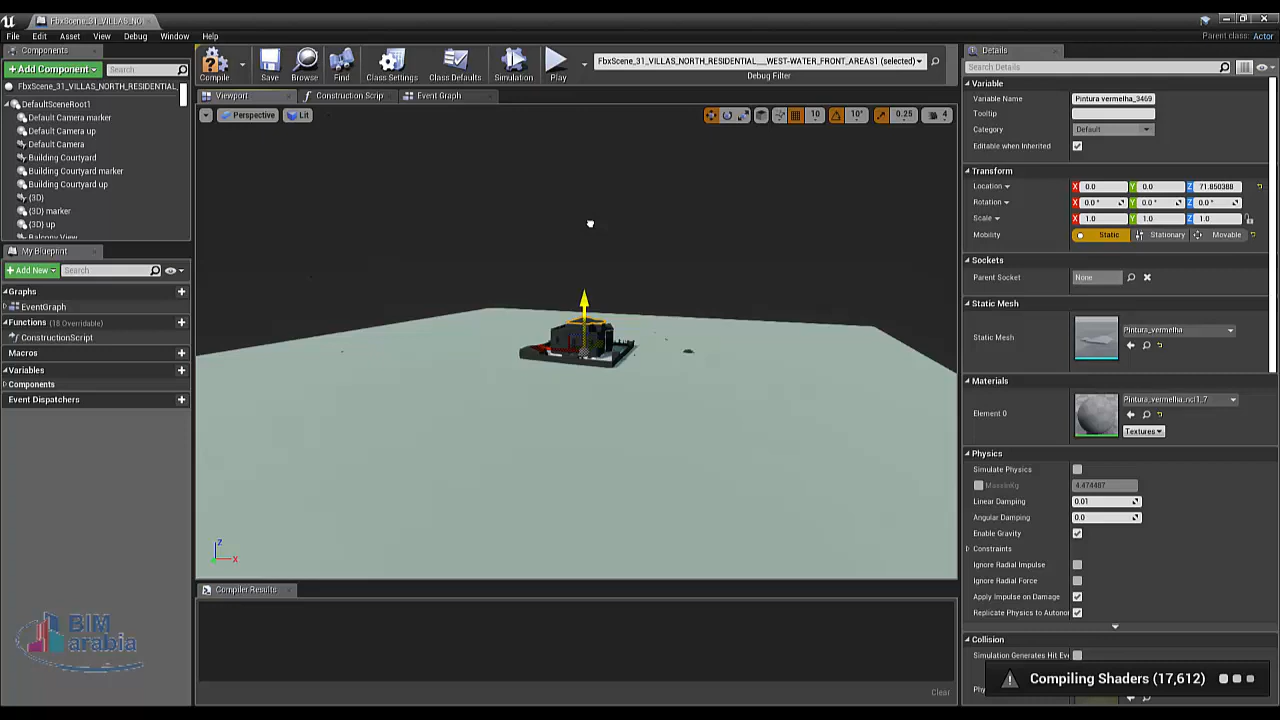 FbxScene_31_VILLAS_NO
File Edit Asset View Debug Window Help
Parent class: Actor
Components
+Add Component
Search
FbxScene_31_VILLAS_NORTH_RESIDENTIAL_
DefaultSceneRoot1
Default Camera marker
Default Camera up
Default Camera
Building Courtyard
Building Courtyard marker
Building Courtyard up
(3D)
(3D) marker
(3D) up
Balcony View
My Blueprint
+Add New
Search
Graphs
EventGraph
Functions (18 Overridable)
ConstructionScript
Macros
Variables
Components
Event Dispatchers
BIM
arabia
Compile Save Browse Find Class Settings Class Defaults Simulation Play
FbxScene_31_VILLAS_NORTH_RESIDENTIAL__WEST-WATER_FRONT_AREAS1 (selected)
Debug Filter
Viewport Construction Scrip Event Graph
Perspective Lit
10 10° 0.25 4
Z
X
Compiler Results
Clear
Details
Search Details
Variable
Variable Name Pintura vermelha_3469
Tooltip
Category Default
Editable when Inherited
Transform
Location X 0.0 Y 0.0 Z 71.850388
Rotation X 0.0 ° Y 0.0 ° Z 0.0 °
Scale X 1.0 Y 1.0 Z 1.0
Mobility Static Stationary Movable
Sockets
Parent Socket None
Static Mesh
Static Mesh Pintura_vermelha
Materials
Element 0 Pintura_vermelha_ncl1_7
Textures
Physics
Simulate Physics
MassInKg 4.474407
Linear Damping 0.01
Angular Damping 0.0
Enable Gravity
Constraints
Ignore Radial Impulse
Ignore Radial Force
Apply Impulse on Damage
Replicate Physics to Autonor
Collision
Simulation Generates Hit Eve
Compiling Shaders (17,612)